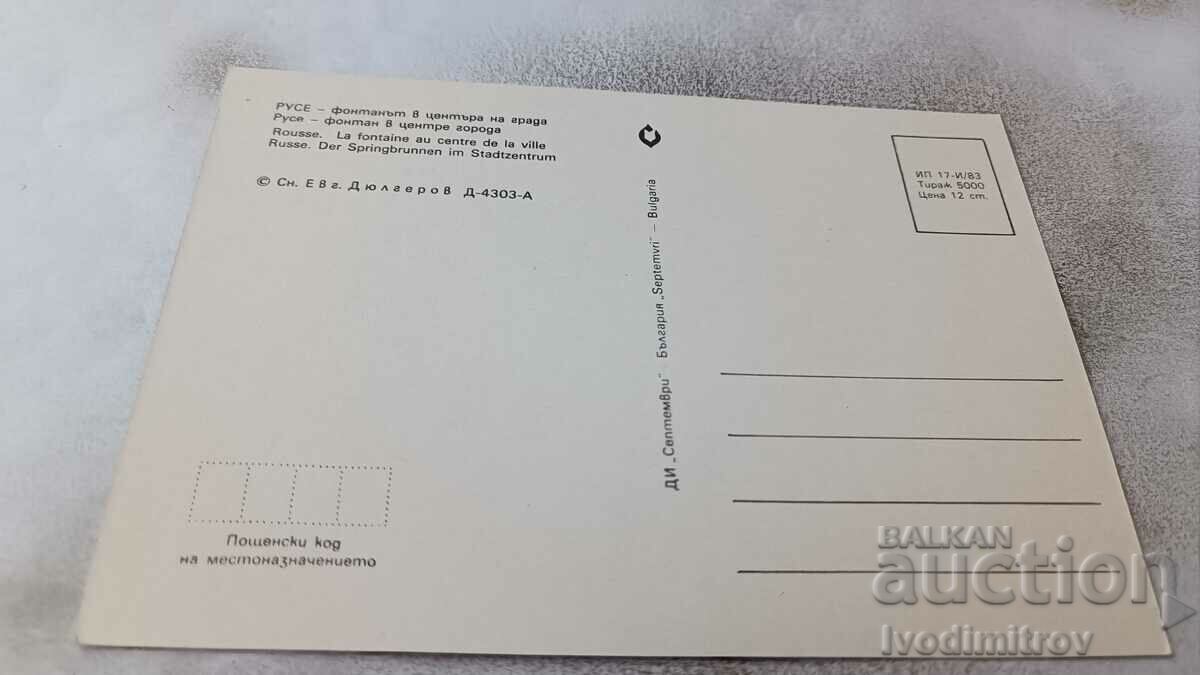 РУСЕ – фонтанът в центъра на града
Русе – фонтан в центре города
Rousse. La fontaine au centre de la ville
Russe. Der Springbrunnen im Stadtzentrum
© Сн. Евг. Дюлгеров Д-4303-А
ДИ „Септември" България „Septemvri" – Bulgaria
ИП 17-И/83
Тираж 5000
Цена 12 ст.
Пощенски код
на местоназначението
BALKAN
auction
Ivodimitrov